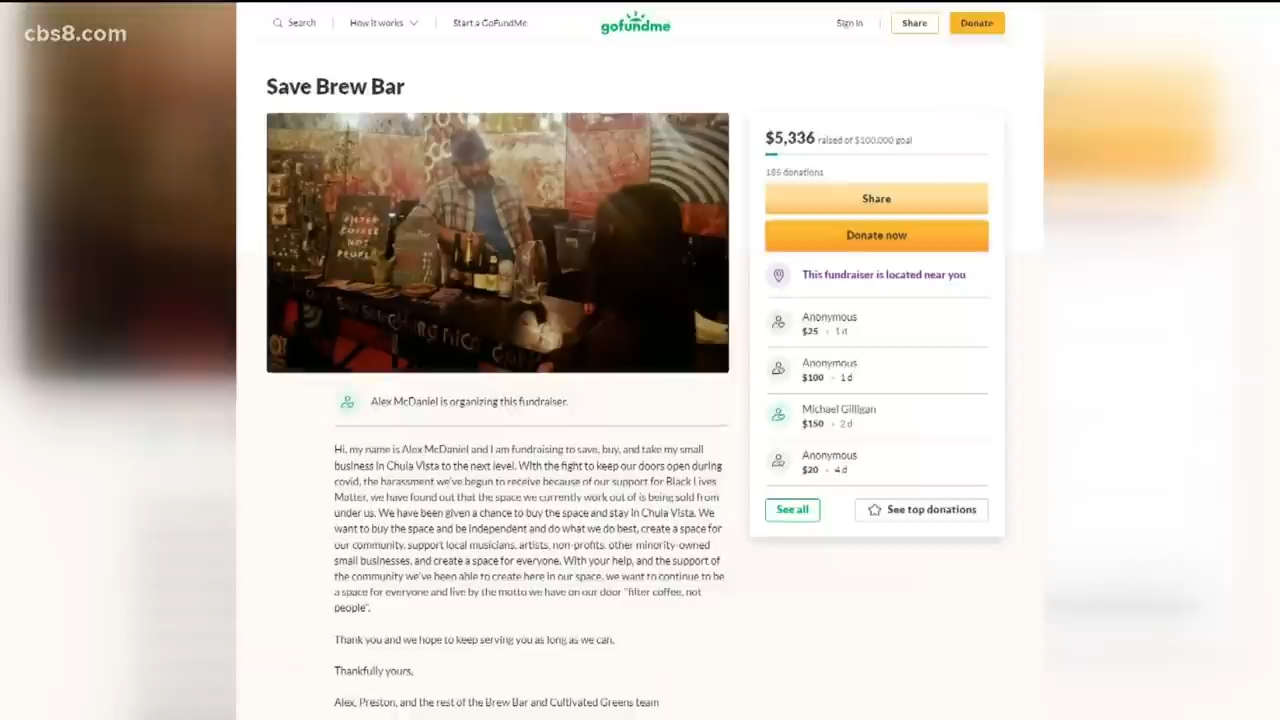 cbs8.com
Search
How it works
Start a GoFundMe
gofundme
Sign in
Share
Donate
Save Brew Bar
FILTER
COFFEE
NOT
PEOPLE
$5,336 raised of $100,000 goal
186 donations
Share
Donate now
This fundraiser is located near you
Anonymous
$25 • 1 d
Anonymous
$100 • 1 d
Michael Gilligan
$150 • 2 d
Anonymous
$20 • 4 d
See all
See top donations
Alex McDaniel is organizing this fundraiser.
Hi, my name is Alex McDaniel and I am fundraising to save, buy, and take my small
business in Chula Vista to the next level. With the fight to keep our doors open during
covid, the harassment we've begun to receive because of our support for Black Lives
Matter, we have found out that the space we currently work out of is being sold from
under us. We have been given a chance to buy the space and stay in Chula Vista. We
want to buy the space and be independent and do what we do best, create a space for
our community, support local musicians, artists, non-profits, other minority-owned
small businesses, and create a space for everyone. With your help, and the support of
the community we've been able to create here in our space, we want to continue to be
a space for everyone and live by the motto we have on our door "filter coffee, not
people".
Thank you and we hope to keep serving you as long as we can.
Thankfully yours,
Alex, Preston, and the rest of the Brew Bar and Cultivated Greens team